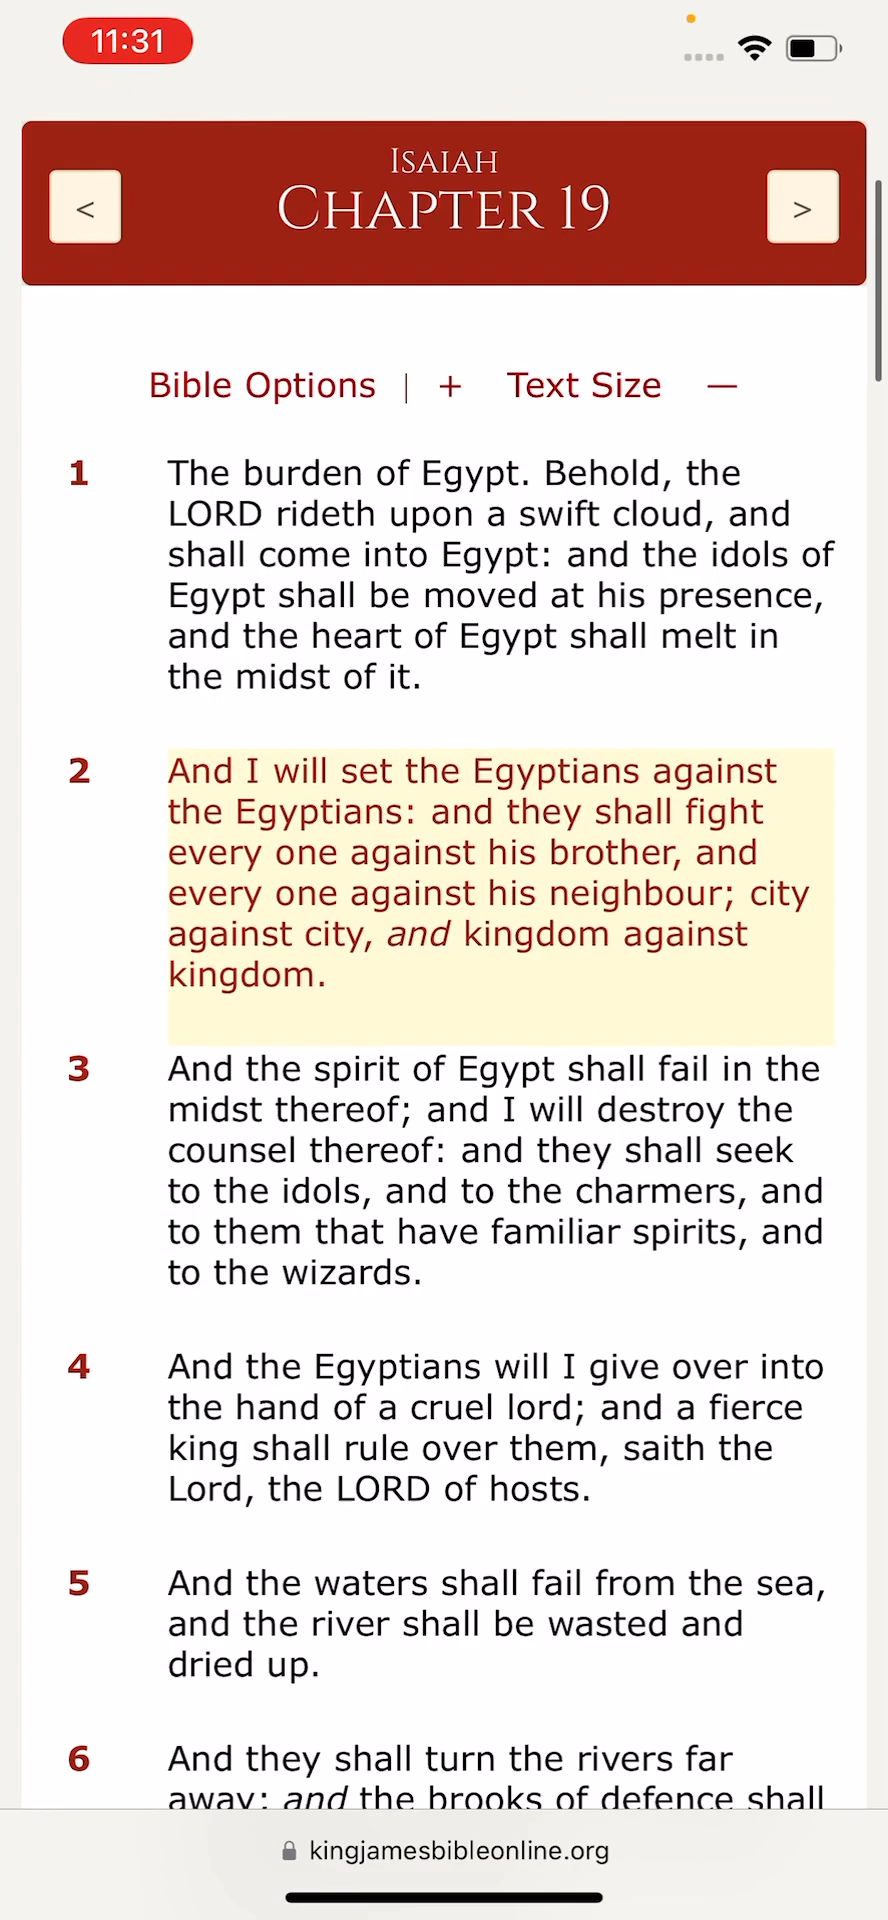 11:31
ISAIAH
CHAPTER 19
<
>
Bible Options | + Text Size —
1 The burden of Egypt. Behold, the
LORD rideth upon a swift cloud, and
shall come into Egypt: and the idols of
Egypt shall be moved at his presence,
and the heart of Egypt shall melt in
the midst of it.
2 And I will set the Egyptians against
the Egyptians: and they shall fight
every one against his brother, and
every one against his neighbour; city
against city, and kingdom against
kingdom.
3 And the spirit of Egypt shall fail in the
midst thereof; and I will destroy the
counsel thereof: and they shall seek
to the idols, and to the charmers, and
to them that have familiar spirits, and
to the wizards.
4 And the Egyptians will I give over into
the hand of a cruel lord; and a fierce
king shall rule over them, saith the
Lord, the LORD of hosts.
5 And the waters shall fail from the sea,
and the river shall be wasted and
dried up.
6 And they shall turn the rivers far
away; and the brooks of defence shall
kingjamesbibleonline.org